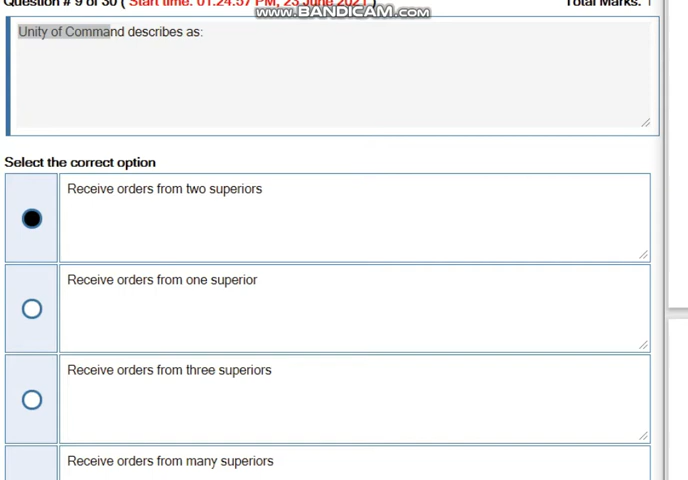 Question # 9 of 30 ( Start time: 01:24:57 PM, 23 June 2021 )
Total Marks: 1
www.BANDICAM.com
Unity of Command describes as:
Select the correct option
Receive orders from two superiors
Receive orders from one superior
Receive orders from three superiors
Receive orders from many superiors